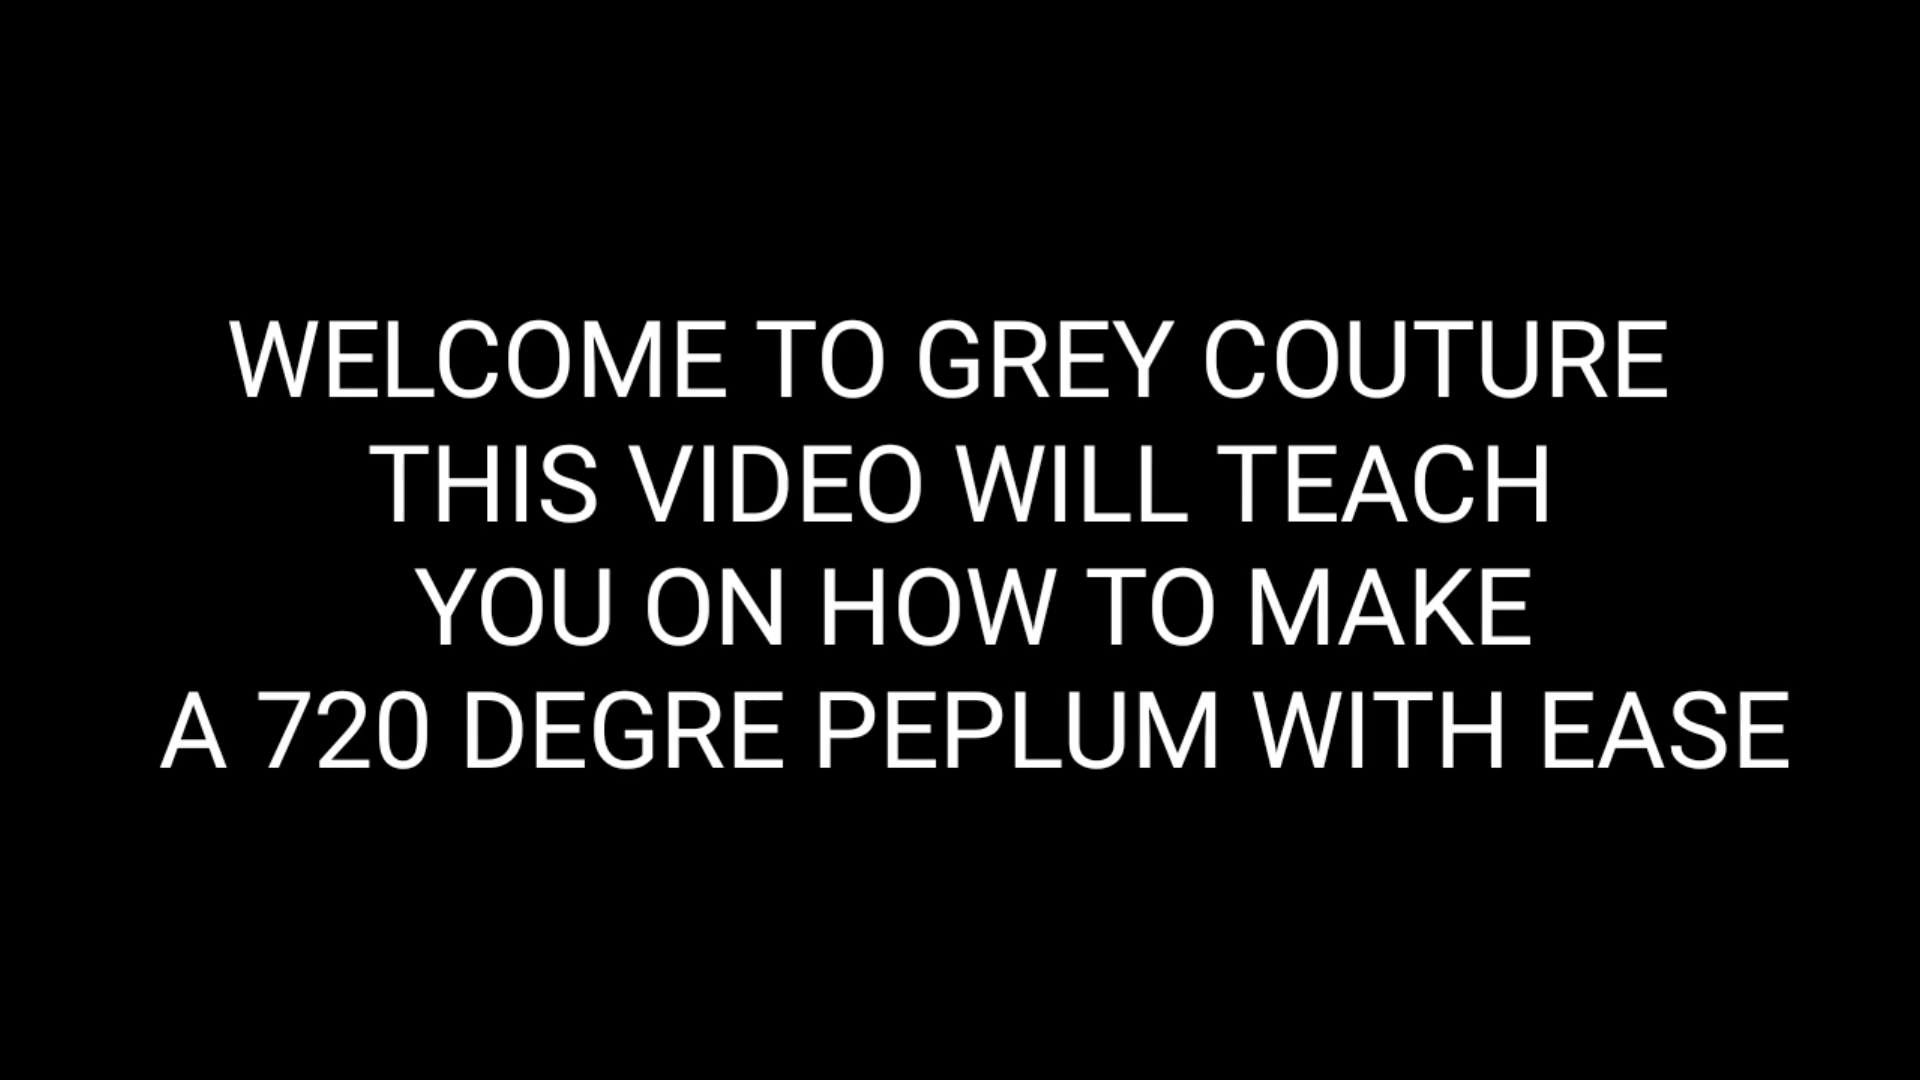 WELCOME TO GREY COUTURE
THIS VIDEO WILL TEACH
YOU ON HOW TO MAKE
A 720 DEGRE PEPLUM WITH EASE